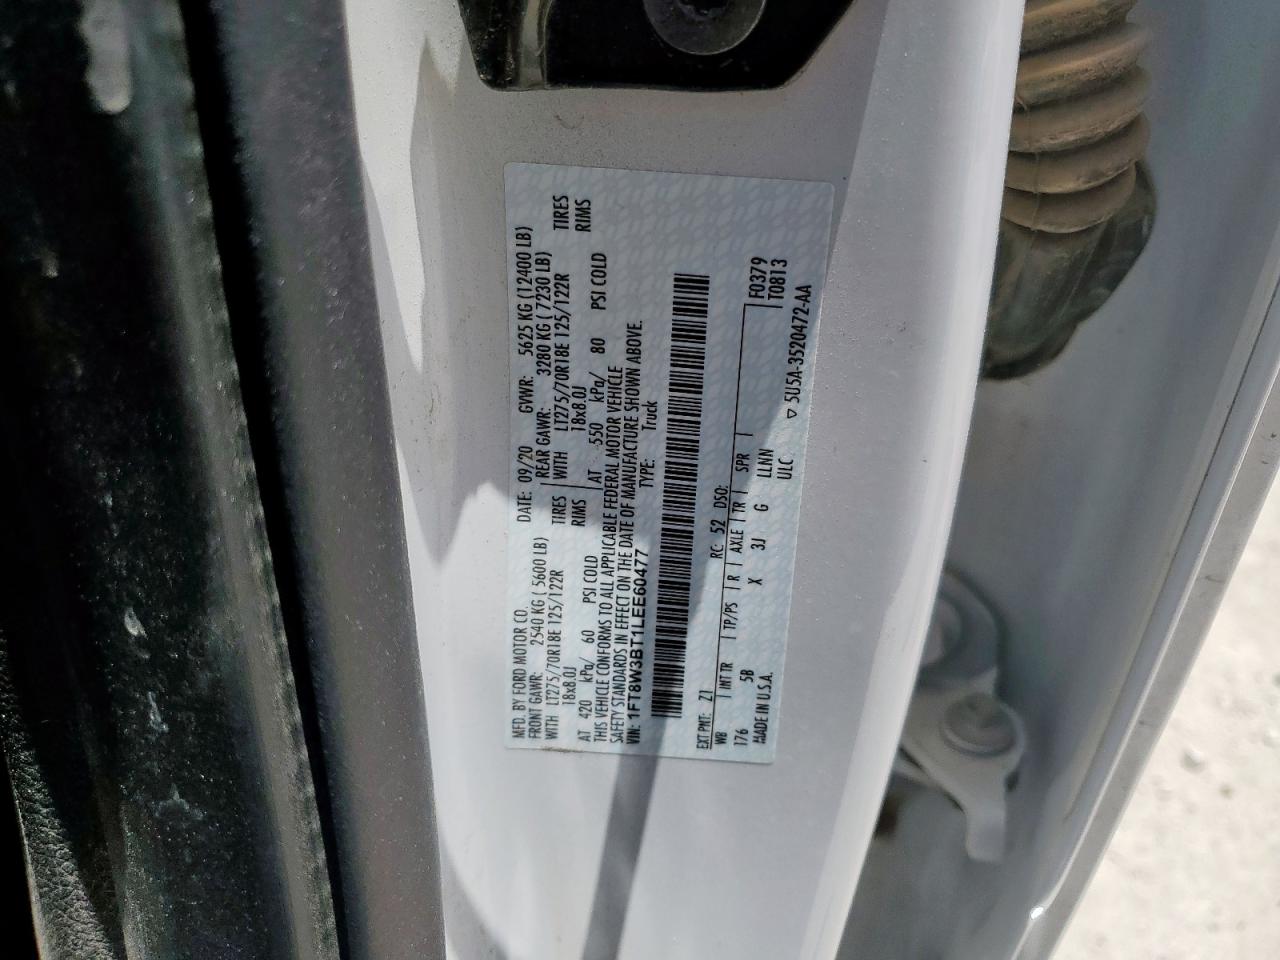 MFD. BY FORD MOTOR CO.
DATE: 09/20 GVWR: 5625 KG (12400 LB)
FRONT GAWR: 2540 KG ( 5600 LB)
REAR GAWR: 3280 KG ( 7230 LB)
WITH LT275/70R18E 125/122R TIRES
WITH LT275/70R18E 125/122R TIRES
18x8.0J RIMS
18x8.0J RIMS
AT 420 kPa/ 60 PSI COLD
AT 550 kPa/ 80 PSI COLD
THIS VEHICLE CONFORMS TO ALL APPLICABLE FEDERAL MOTOR VEHICLE
SAFETY STANDARDS IN EFFECT ON THE DATE OF MANUFACTURE SHOWN ABOVE.
VIN: 1FT8W3BT1LEE60477 TYPE: Truck
EXT PNT: Z1 RC: 52 DSO:
WB INT TR TP/PS R AXLE TR SPR F0379
176 5B X 3J G LLNN T0813
MADE IN U.S.A. ULC
5U5A-3520472-AA